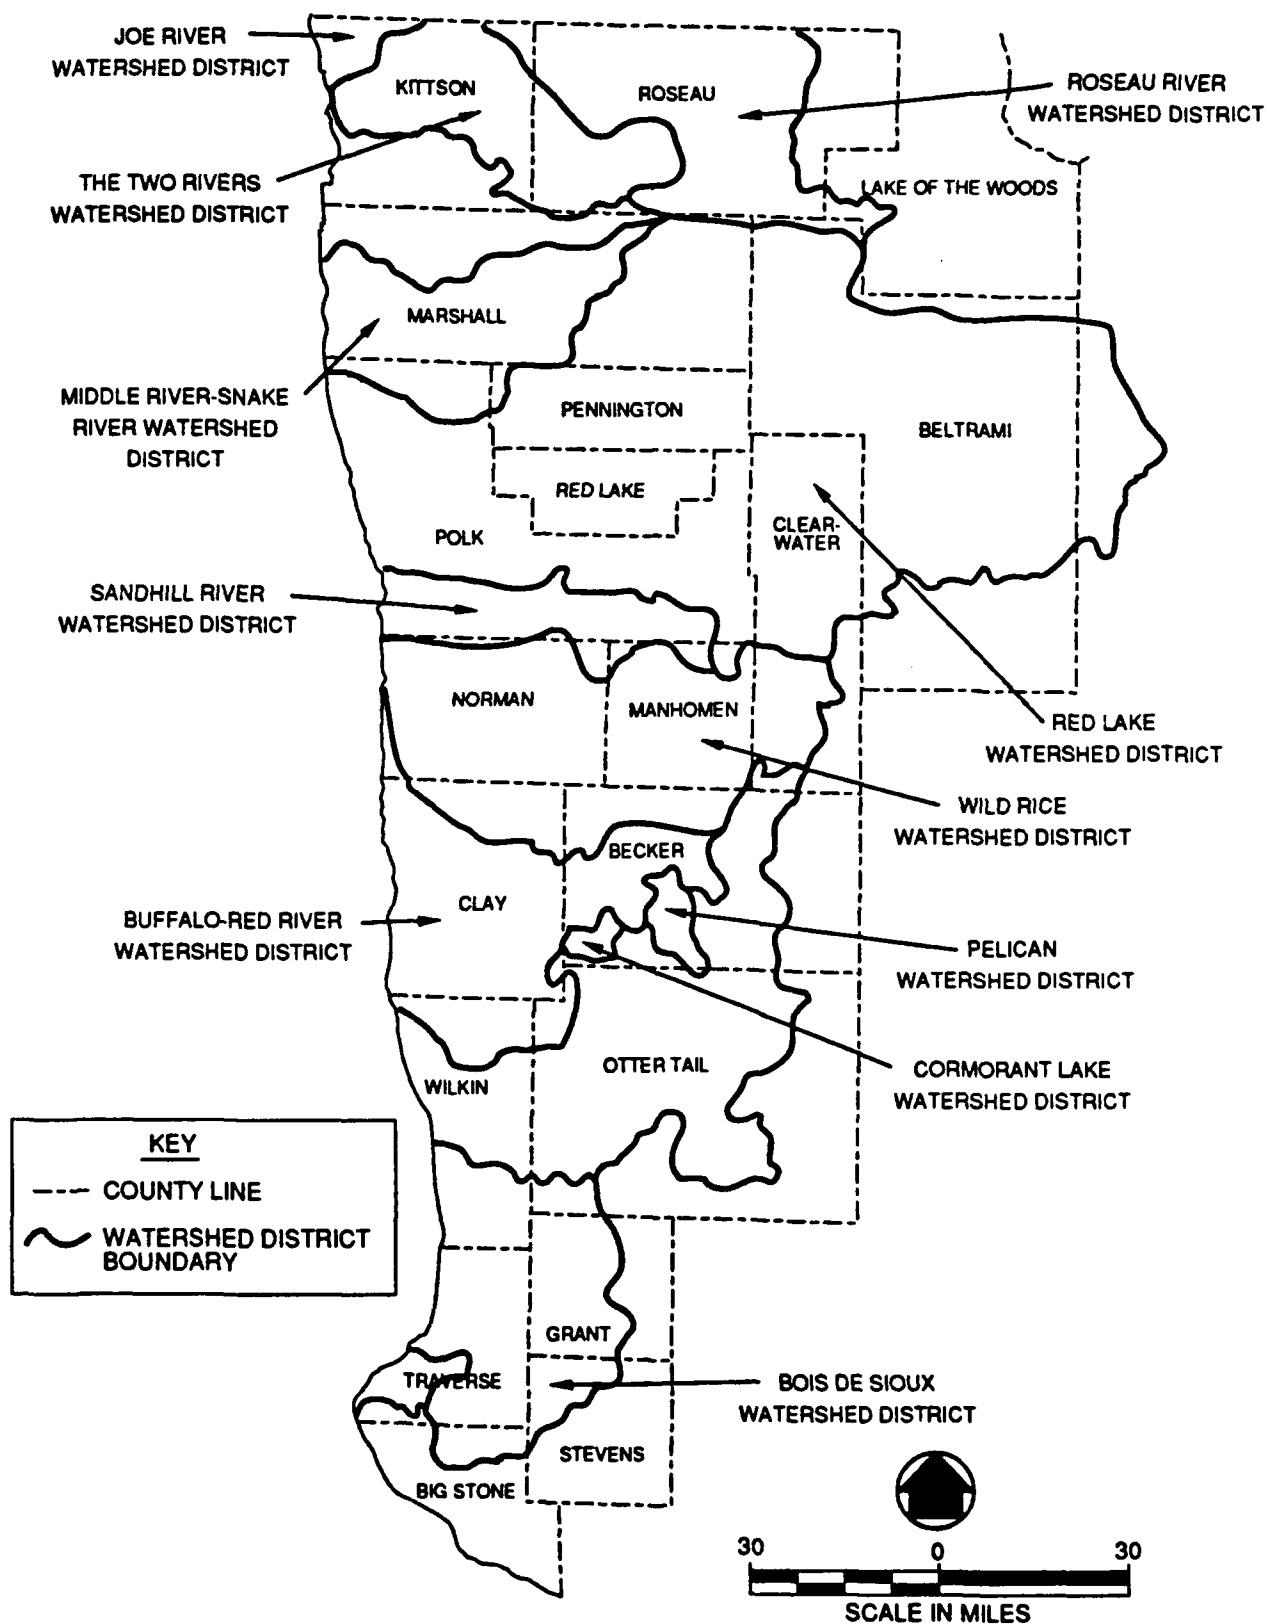 JOE RIVER
WATERSHED DISTRICT
KITTSON
ROSEAU
ROSEAU RIVER
WATERSHED DISTRICT
THE TWO RIVERS
WATERSHED DISTRICT
LAKE OF THE WOODS
MARSHALL
MIDDLE RIVER-SNAKE
RIVER WATERSHED
DISTRICT
PENNINGTON
BELTRAMI
RED LAKE
CLEAR-
WATER
POLK
SANDHILL RIVER
WATERSHED DISTRICT
NORMAN
MANHOMEN
RED LAKE
WATERSHED DISTRICT
WILD RICE
WATERSHED DISTRICT
BECKER
CLAY
BUFFALO-RED RIVER
WATERSHED DISTRICT
PELICAN
WATERSHED DISTRICT
OTTER TAIL
CORMORANT LAKE
WATERSHED DISTRICT
WILKIN
KEY
COUNTY LINE
WATERSHED DISTRICT
BOUNDARY
GRANT
TRAVERSE
BOIS DE SIOUX
WATERSHED DISTRICT
STEVENS
BIG STONE
30 0 30
SCALE IN MILES